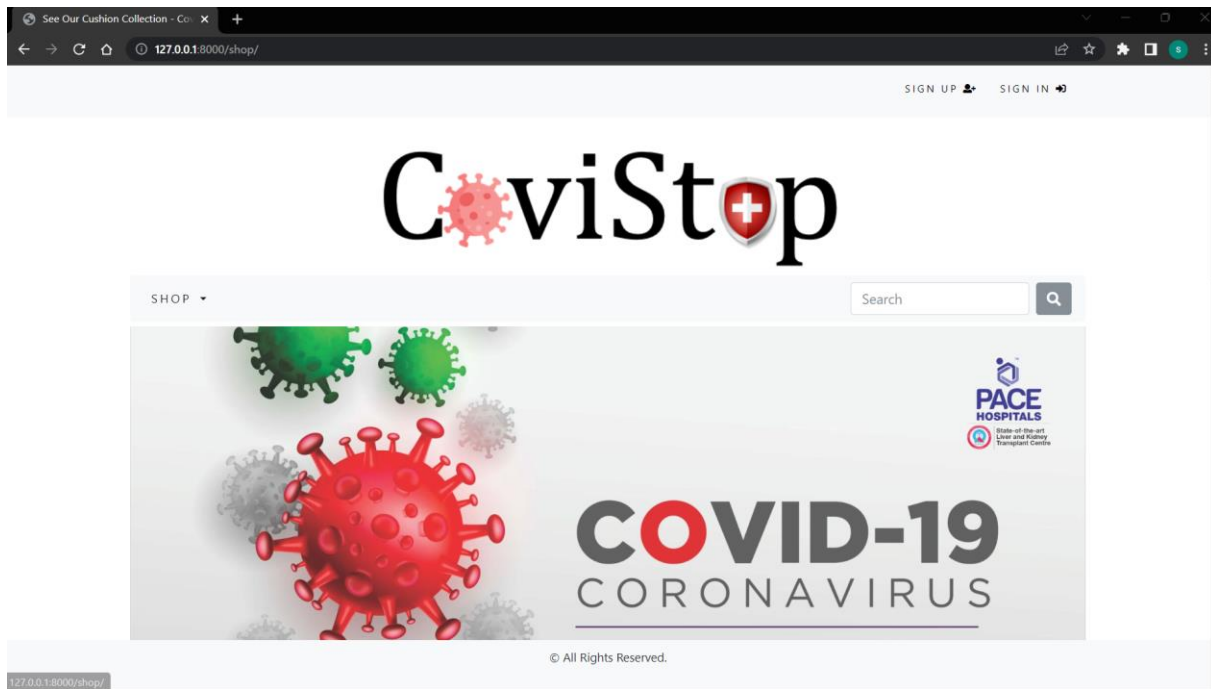 See Our Cushion Collection - Co
127.0.0.1:8000/shop/
S
SIGN UP
SIGN IN
CoviStop
SHOP
Search
PACE
HOSPITALS
State-of-the-art
Liver and Kidney
Transplant Centre
COVID-19
CORONAVIRUS
© All Rights Reserved.
127.0.0.1:8000/shop/